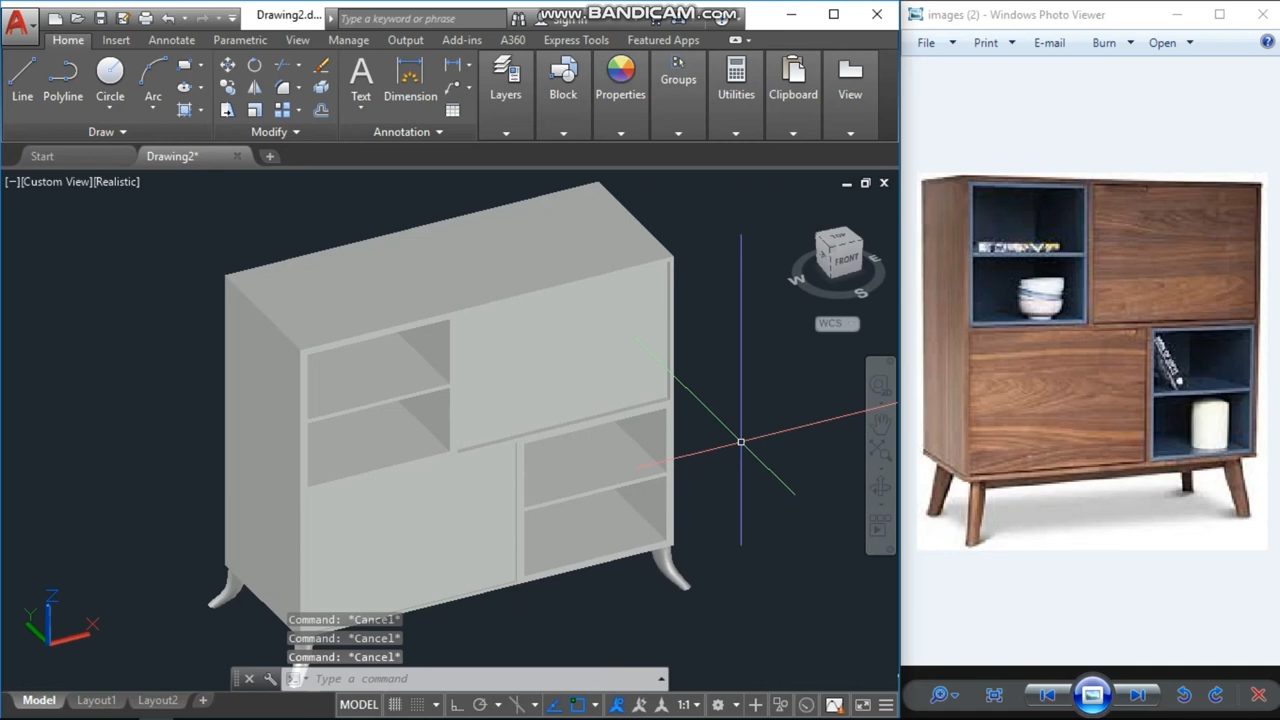 Drawing2.d...
Type a keyword or phrase
www.BANDICAM.com
images (2) - Windows Photo Viewer
Home Insert Annotate Parametric View Manage Output Add-ins A360 Express Tools Featured Apps
File Print E-mail Burn Open
Line Polyline Circle Arc
Text Dimension
Layers Block Properties Groups Utilities Clipboard View
Draw Modify Annotation
Start Drawing2*
[−][Custom View][Realistic]
TOP
FRONT
W S E
WCS
Z
Y X
Command: *Cancel*
Command: *Cancel*
Command: *Cancel*
Type a command
Model Layout1 Layout2
MODEL 1:1